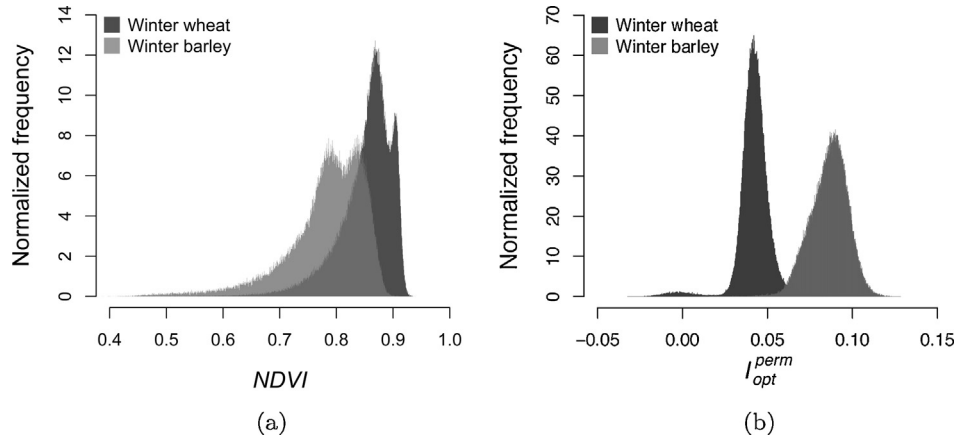 Winter wheat
Winter barley
Normalized frequency
14
12
10
8
6
4
2
0
0.4 0.5 0.6 0.7 0.8 0.9 1.0
NDVI
(a)
Winter wheat
Winter barley
Normalized frequency
70
60
50
40
30
20
10
0
−0.05 0.00 0.05 0.10 0.15
I_opt^perm
(b)